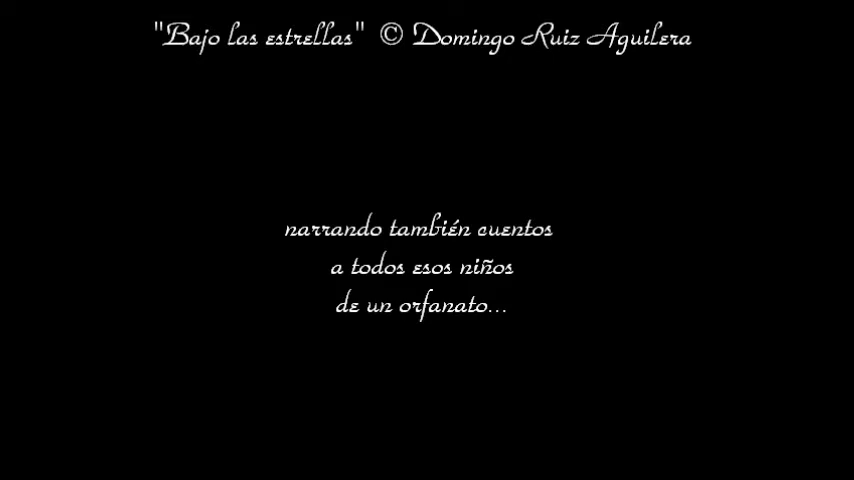 "Bajo las estrellas" © Domingo Ruiz Aguilera
narrando también cuentos
a todos esos niños
de un orfanato...